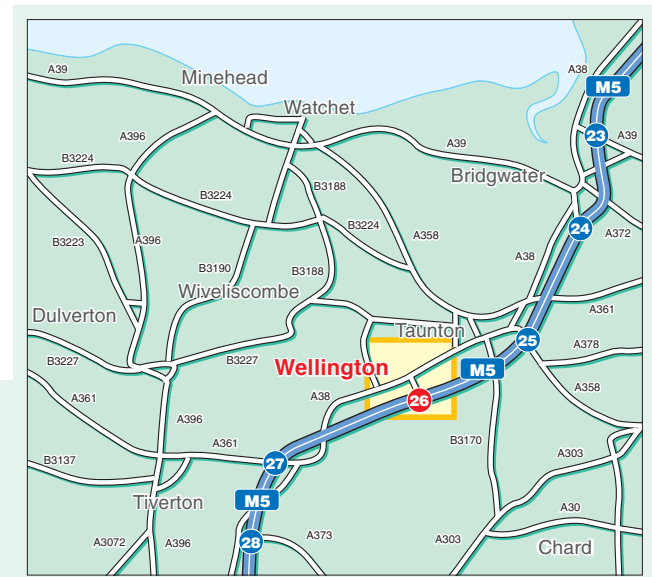 A39
Minehead
A38
M5
Watchet
23
A39
A396
A39
B3224
Bridgwater
B3188
B3224
B3224
24
A372
A358
B3223
A396
A38
B3190
B3188
Wiveliscombe
A361
Dulverton
Taunton
25
A378
B3227
B3227
Wellington
M5
A358
A361
A38
26
A396
B3170
A361
A303
B3137
27
Tiverton
M5
A30
A3072
A396
28
A373
A303
Chard